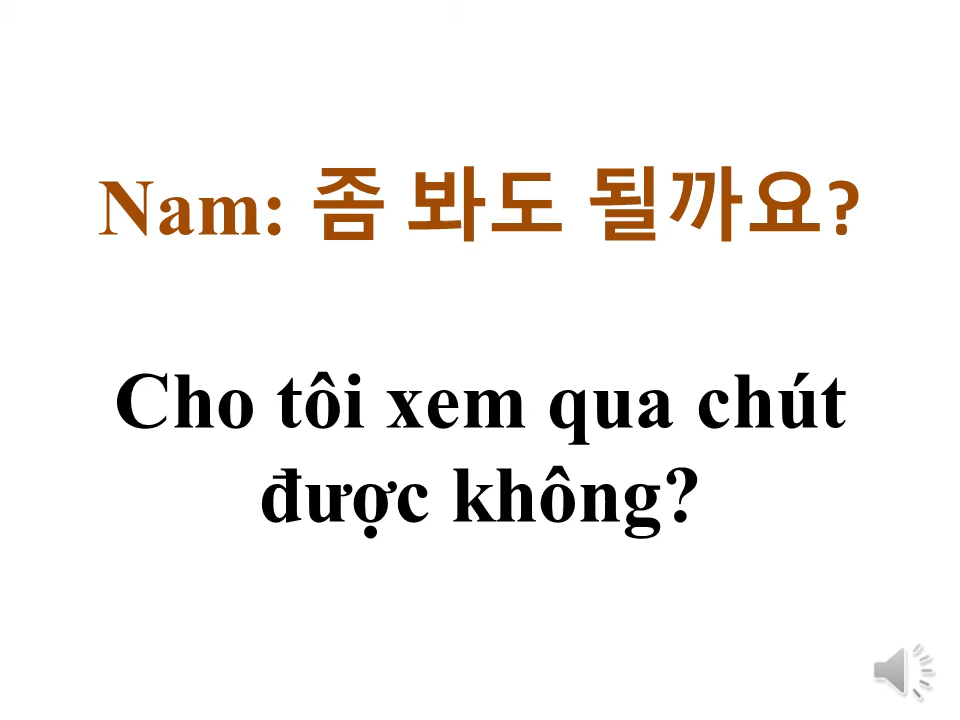 Nam: 좀 봐도 될까요?
Cho tôi xem qua chút
được không?